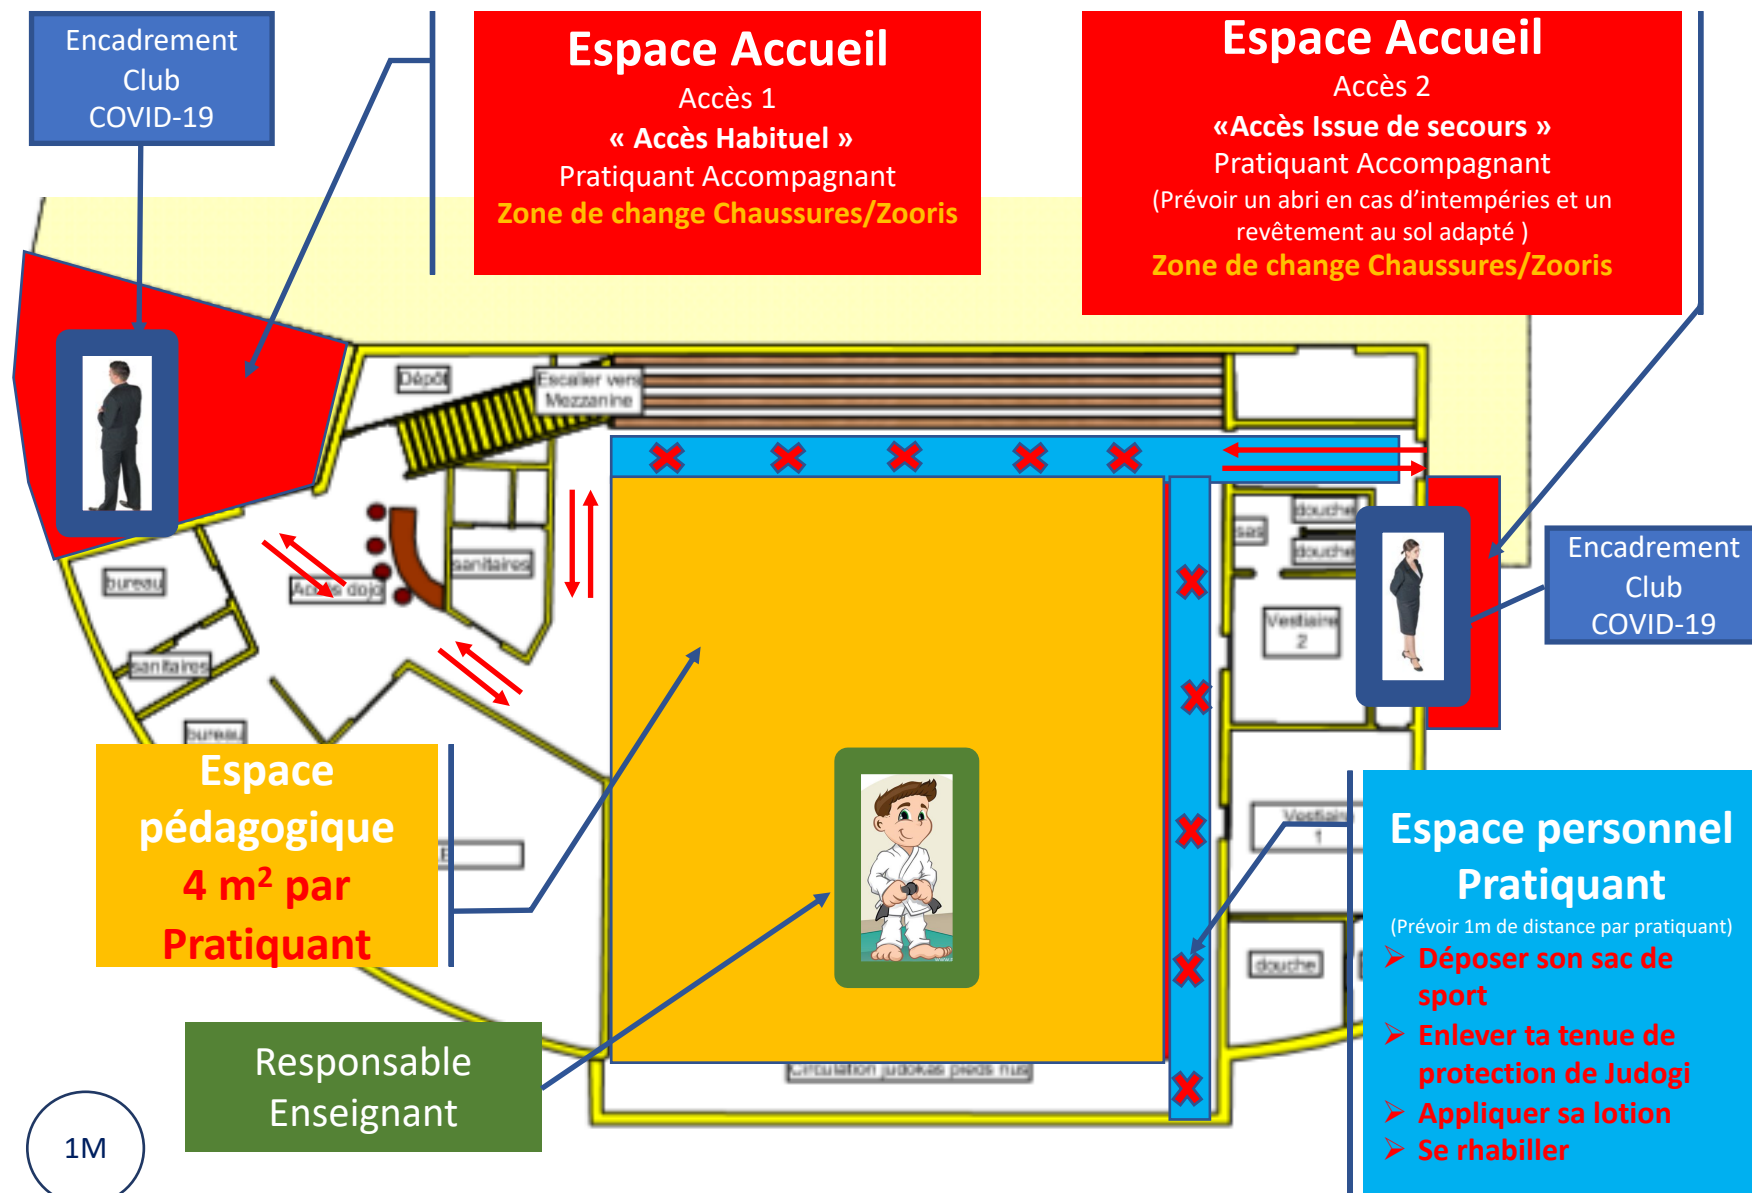 Encadrement
Club
COVID-19
Espace Accueil
Accès 1
« Accès Habituel »
Pratiquant Accompagnant
Zone de change Chaussures/Zooris
Espace Accueil
Accès 2
«Accès Issue de secours »
Pratiquant Accompagnant
(Prévoir un abri en cas d’intempéries et un
revêtement au sol adapté )
Zone de change Chaussures/Zooris
Dépôt
Escalier vers
Mezzanine
bureau
Accès dojo
sanitaires
sanitaires
bureau
sas
douche
douche
Vestiaire
2
Encadrement
Club
COVID-19
Espace
pédagogique
4 m² par
Pratiquant
Vestiaire
1
douche
Espace personnel
Pratiquant
(Prévoir 1m de distance par pratiquant)
➢ Déposer son sac de
sport
➢ Enlever ta tenue de
protection de Judogi
➢ Appliquer sa lotion
➢ Se rhabiller
Responsable
Enseignant
Circulation judokas pieds nus
1M